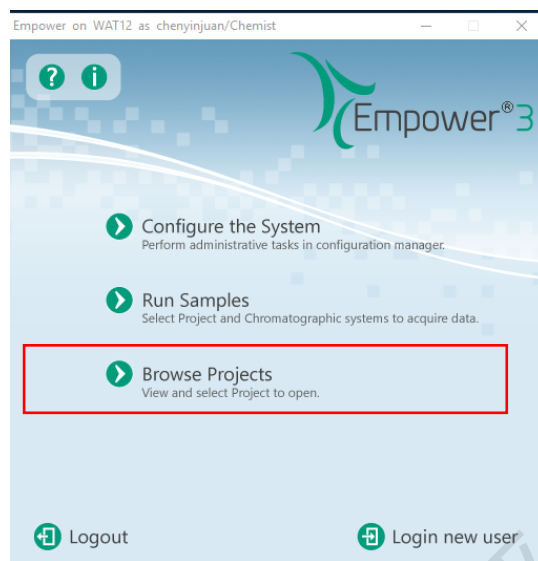 Empower on WAT12 as chenyinjuan/Chemist
? i
Empower®3
Configure the System
Perform administrative tasks in configuration manager.
Run Samples
Select Project and Chromatographic systems to acquire data.
Browse Projects
View and select Project to open.
Logout
Login new user